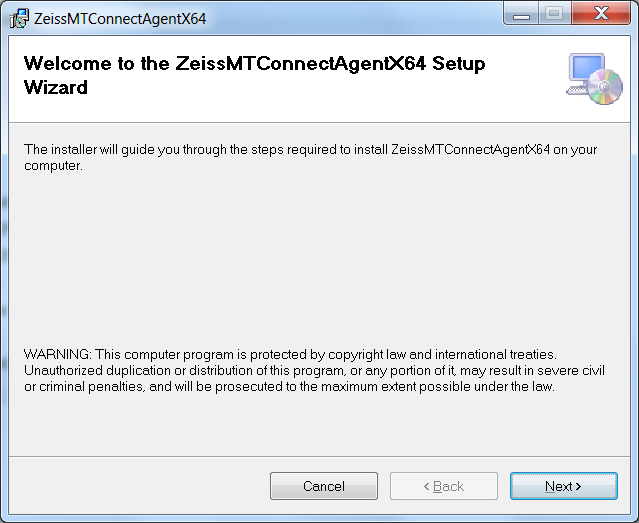 ZeissMTConnectAgentX64
Welcome to the ZeissMTConnectAgentX64 Setup
Wizard
The installer will guide you through the steps required to install ZeissMTConnectAgentX64 on your
computer.
WARNING: This computer program is protected by copyright law and international treaties.
Unauthorized duplication or distribution of this program, or any portion of it, may result in severe civil
or criminal penalties, and will be prosecuted to the maximum extent possible under the law.
Cancel
< Back
Next >